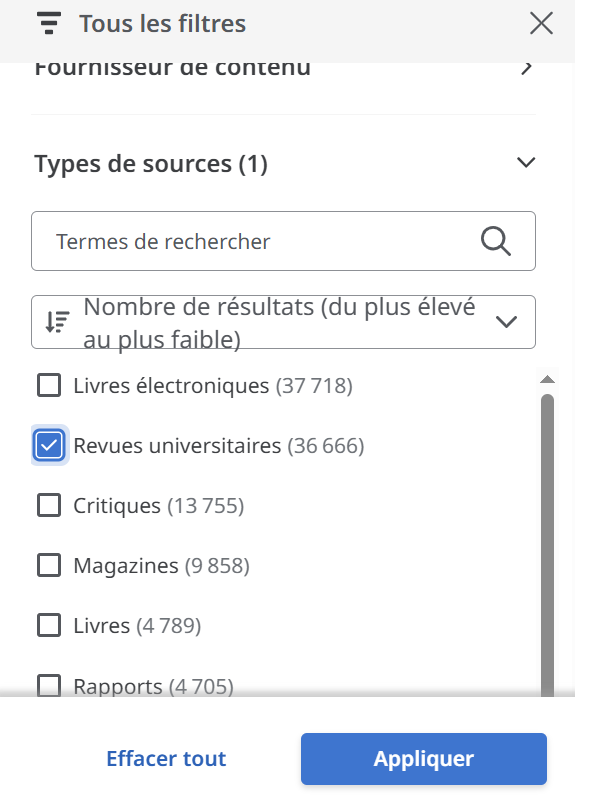 Tous les filtres
Fournisseur de contenu
Types de sources (1)
Termes de rechercher
Nombre de résultats (du plus élevé
au plus faible)
Livres électroniques (37 718)
Revues universitaires (36 666)
Critiques (13 755)
Magazines (9 858)
Livres (4 789)
Rapports (4 705)
Effacer tout
Appliquer